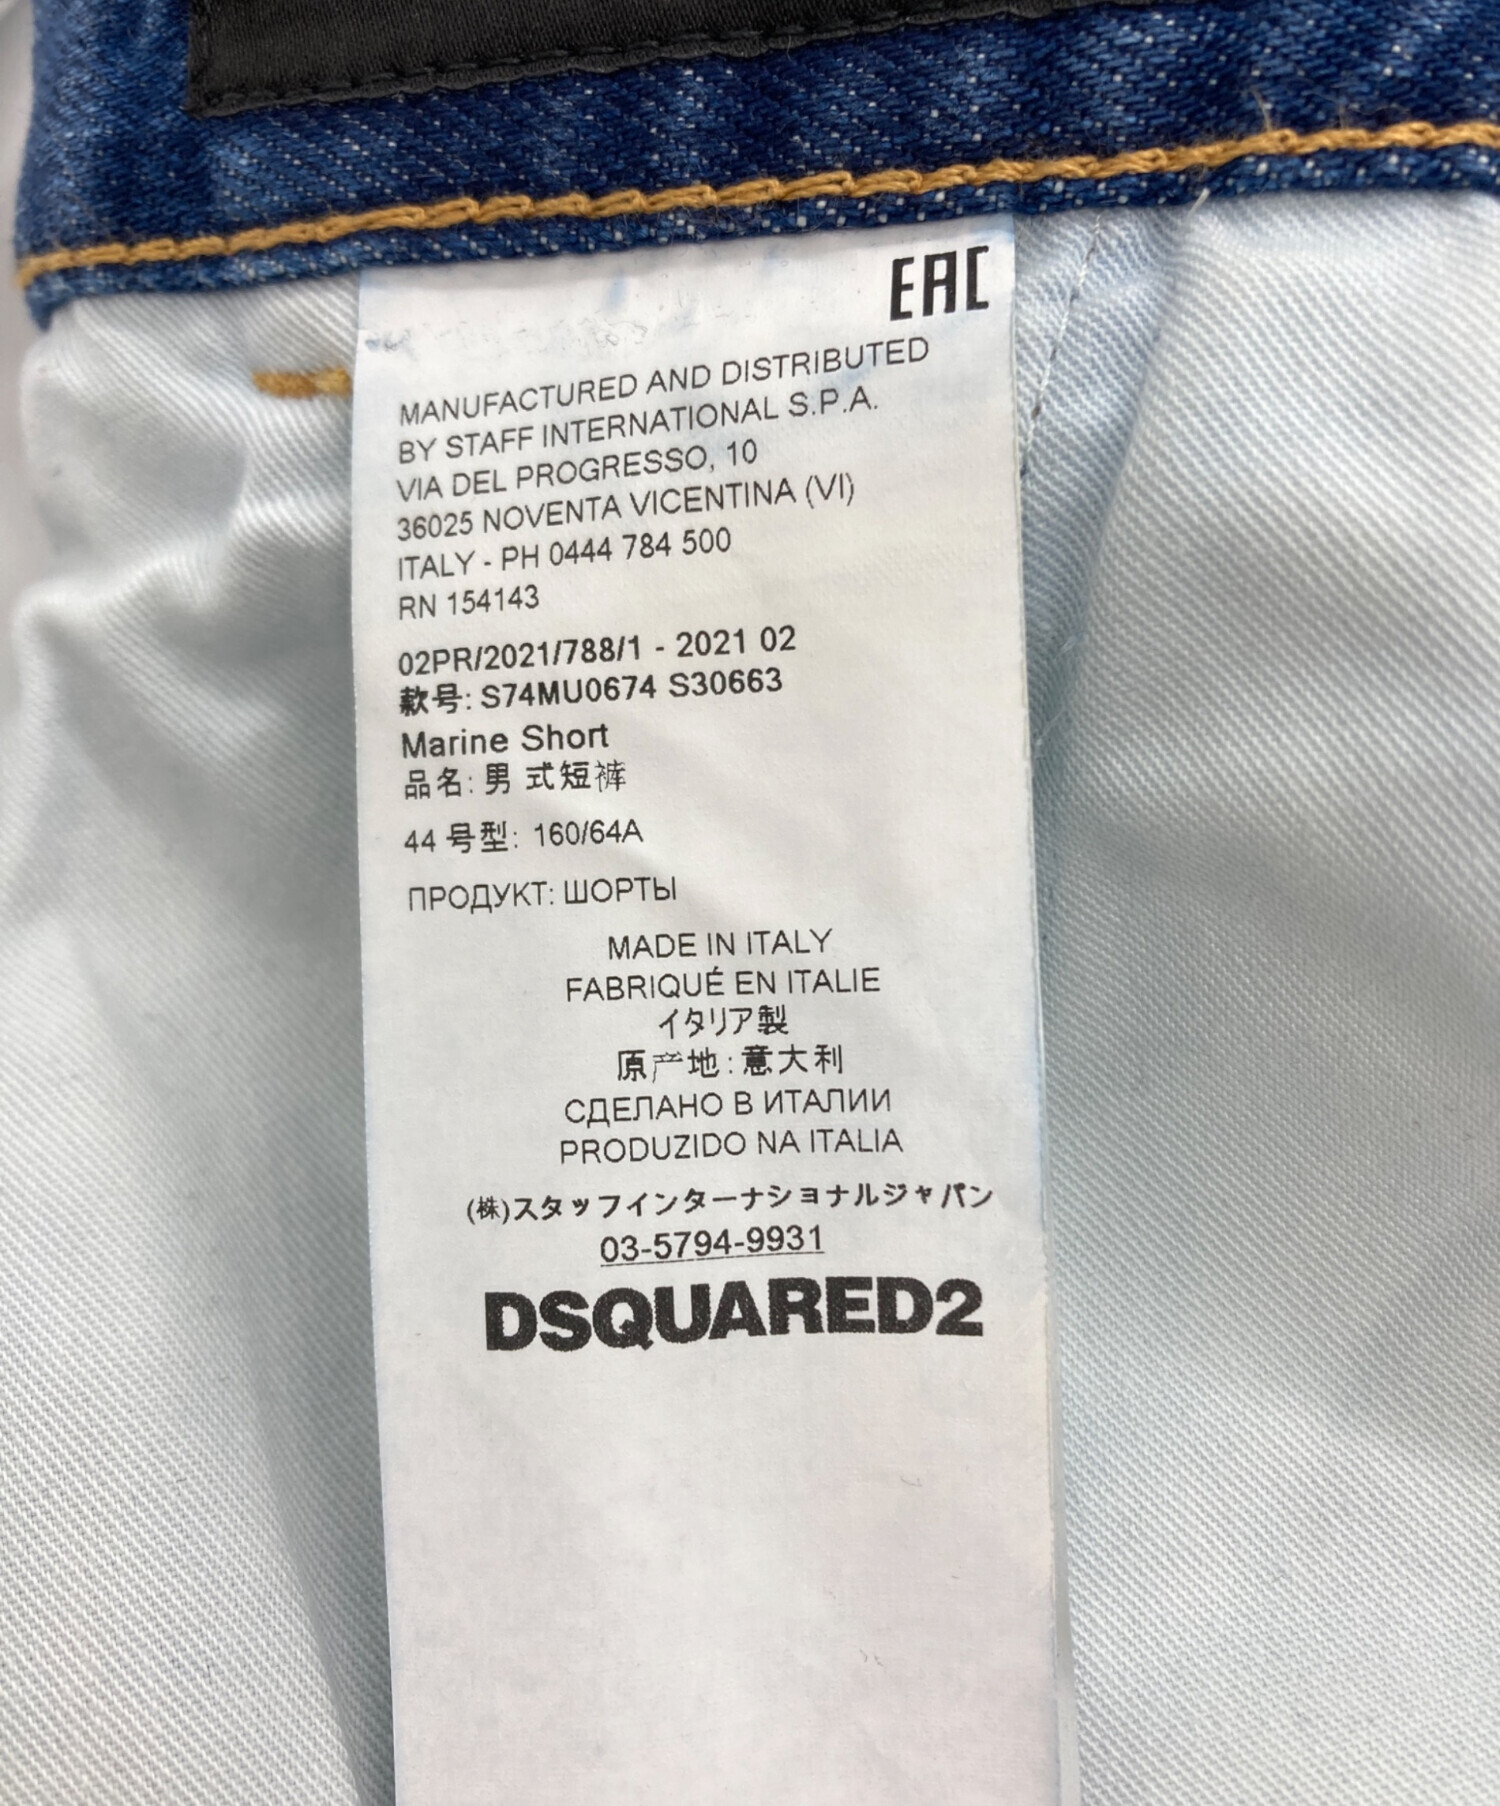 EAC
MANUFACTURED AND DISTRIBUTED
BY STAFF INTERNATIONAL S.P.A.
VIA DEL PROGRESSO, 10
36025 NOVENTA VICENTINA (VI)
ITALY - PH 0444 784 500
RN 154143
02PR/2021/788/1 - 2021 02
款号: S74MU0674 S30663
Marine Short
品名: 男 式短裤
44 号型: 160/64A
ПРОДУКТ: ШОРТЫ
MADE IN ITALY
FABRIQUÉ EN ITALIE
イタリア製
原产地: 意大利
СДЕЛАНО В ИТАЛИИ
PRODUZIDO NA ITALIA
(株)スタッフインターナショナルジャパン
03-5794-9931
DSQUARED2